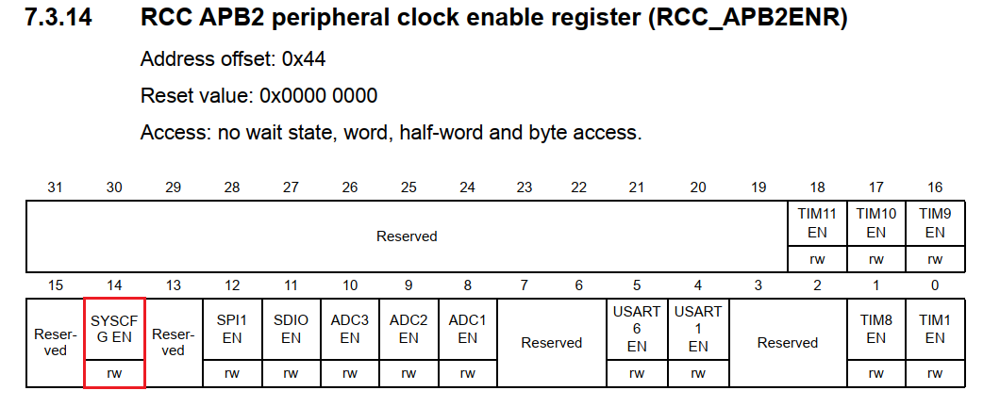 7.3.14 RCC APB2 peripheral clock enable register (RCC_APB2ENR)
Address offset: 0x44
Reset value: 0x0000 0000
Access: no wait state, word, half-word and byte access.
31 30 29 28 27 26 25 24 23 22 21 20 19 18 17 16
Reserved
TIM11
EN
TIM10
EN
TIM9
EN
rw rw rw
15 14 13 12 11 10 9 8 7 6 5 4 3 2 1 0
Reser-
ved
SYSCF
G EN
Reser-
ved
SPI1
EN
SDIO
EN
ADC3
EN
ADC2
EN
ADC1
EN
Reserved
USART
6
EN
USART
1
EN
Reserved
TIM8
EN
TIM1
EN
rw rw rw rw rw rw rw rw rw rw